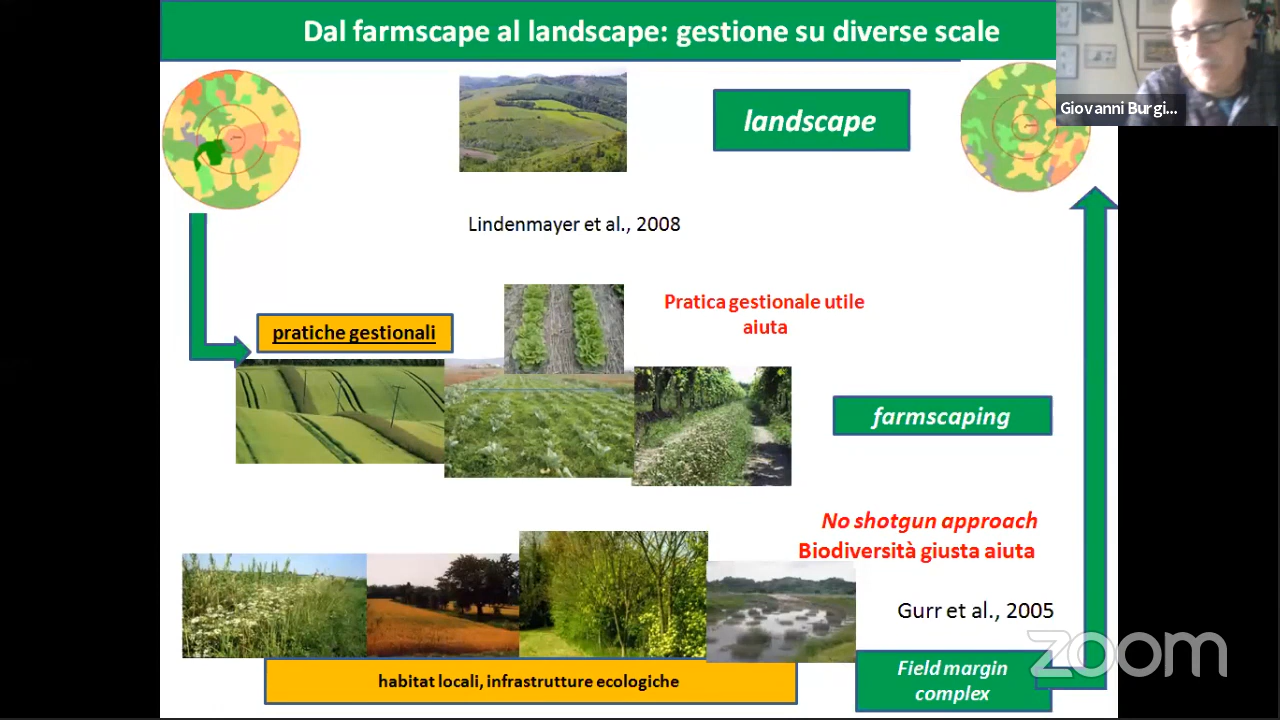 Dal farmscape al landscape: gestione su diverse scale
Giovanni Burgi...
landscape
Lindenmayer et al., 2008
Pratica gestionale utile
aiuta
pratiche gestionali
farmscaping
No shotgun approach
Biodiversità giusta aiuta
Gurr et al., 2005
zoom
Field margin
complex
habitat locali, infrastrutture ecologiche